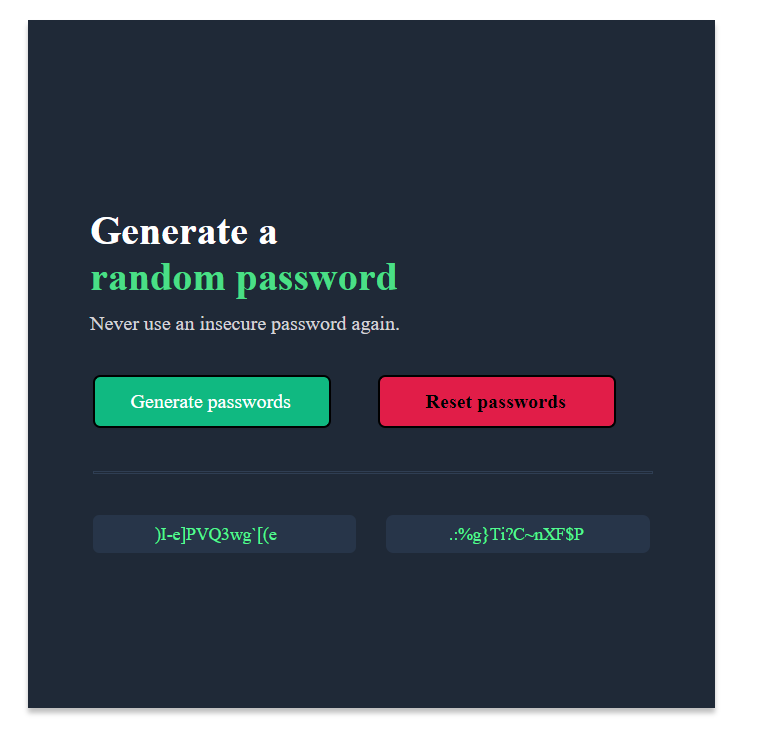 Generate a
random password
Never use an insecure password again.
Generate passwords
Reset passwords
)I-e]PVQ3wg`[(e
.:%g}Ti?C~nXF$P